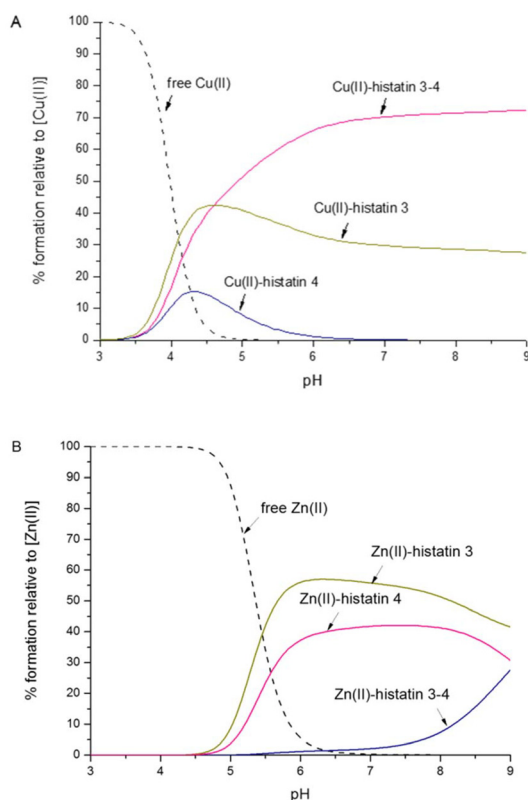 A
% formation relative to [Cu(II)]
100
90
80
70
60
50
40
30
20
10
0
free Cu(II)
Cu(II)-histatin 3-4
Cu(II)-histatin 3
Cu(II)-histatin 4
3 4 5 6 7 8 9
pH
B
% formation relative to [Zn(II)]
100
90
80
70
60
50
40
30
20
10
0
free Zn(II)
Zn(II)-histatin 3
Zn(II)-histatin 4
Zn(II)-histatin 3-4
3 4 5 6 7 8 9
pH